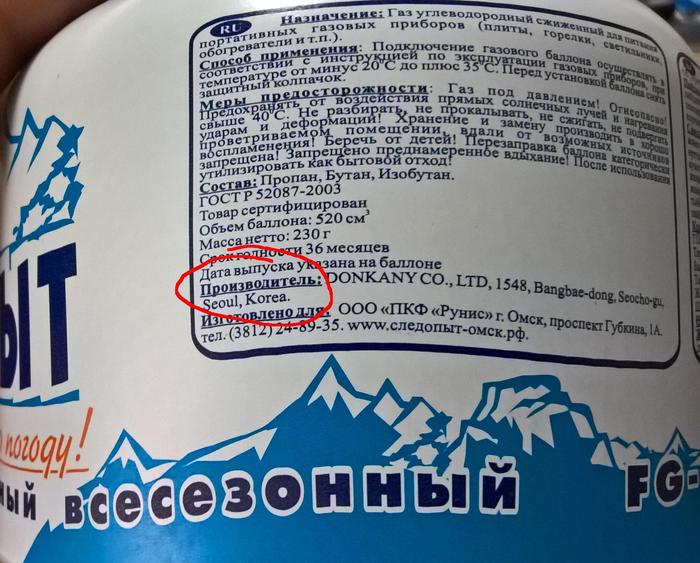 RU
Назначение: Газ углеводородный сжиженный для питания
портативных газовых приборов (плиты, горелки, светильники,
обогреватели и т.п.).
Способ применения: Подключение газового баллона осуществлять в
соответствии с инструкцией по эксплуатации газовых приборов, при
температуре от минус 20°С до плюс 35°С. Перед установкой баллона снять
защитный колпачок.
Меры предосторожности: Газ под давлением! Огнеопасно!
Предохранять от воздействия прямых солнечных лучей и нагревания
свыше 40°С. Не разбирать, не прокалывать, не сжигать, не подвергать
ударам и деформации! Хранение и замену производить в хорошо
проветриваемом помещении, вдали от возможных источников
воспламенения! Беречь от детей! Перезаправка баллона категорически
запрещена! Запрещено преднамеренное вдыхание! После использования
утилизировать как бытовой отход!
Состав: Пропан, Бутан, Изобутан.
ГОСТ Р 52087-2003
Товар сертифицирован
Объем баллона: 520 см³
Масса нетто: 230 г
Срок годности 36 месяцев
Дата выпуска указана на баллоне
Производитель: DONKANY CO., LTD, 1548, Bangbae-dong, Seocho-gu,
Seoul, Korea.
Изготовлено для: ООО «ПКФ «Рунис» г. Омск, проспект Губкина, 1А.
тел. (3812) 24-89-35. www.следопыт-омск.рф.
ЫТ
погоду!
ный всесезонный FG-